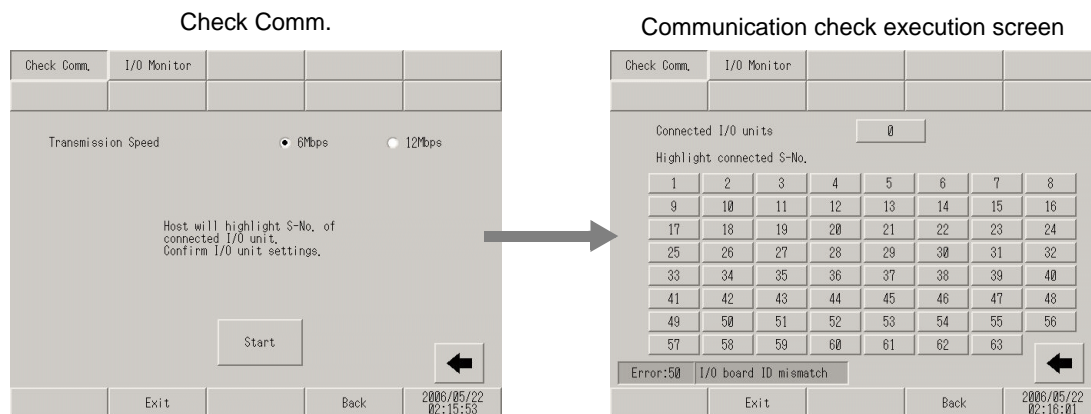 Check Comm.
Communication check execution screen
Check Comm. I/O Monitor
Transmission Speed 6Mbps 12Mbps
Host will highlight S-No. of
connected I/O unit.
Confirm I/O unit settings.
Start
Exit Back 2006/05/22
02:15:53
Check Comm. I/O Monitor
Connected I/O units 0
Highlight connected S-No.
1 2 3 4 5 6 7 8
9 10 11 12 13 14 15 16
17 18 19 20 21 22 23 24
25 26 27 28 29 30 31 32
33 34 35 36 37 38 39 40
41 42 43 44 45 46 47 48
49 50 51 52 53 54 55 56
57 58 59 60 61 62 63
Error:50 I/O board ID mismatch
Exit Back 2006/05/22
02:16:01